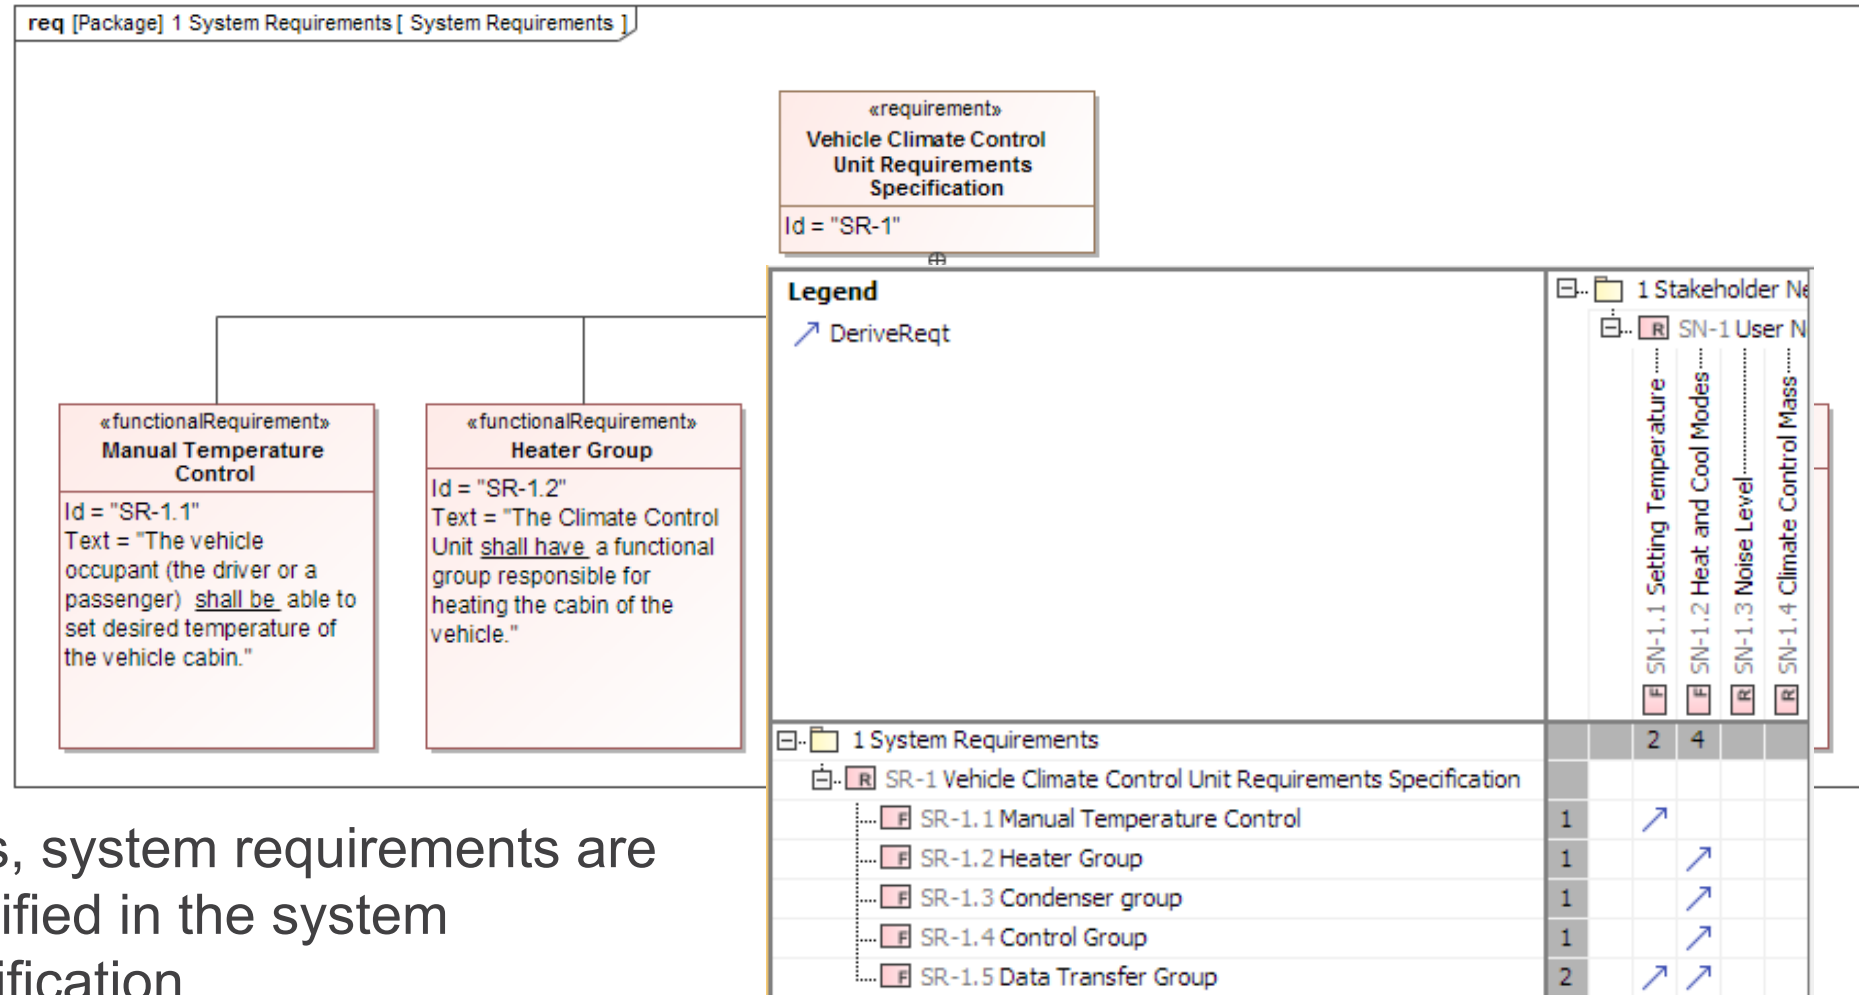 req [Package] 1 System Requirements [ System Requirements ]
«requirement»
Vehicle Climate Control
Unit Requirements
Specification
Id = "SR-1"
«functionalRequirement»
Manual Temperature
Control
Id = "SR-1.1"
Text = "The vehicle
occupant (the driver or a
passenger) shall be able to
set desired temperature of
the vehicle cabin."
«functionalRequirement»
Heater Group
Id = "SR-1.2"
Text = "The Climate Control
Unit shall have a functional
group responsible for
heating the cabin of the
vehicle."
Legend
DeriveReqt
1 Stakeholder Ne
R SN-1 User N
F SN-1.1 Setting Temperature
F SN-1.2 Heat and Cool Modes
R SN-1.3 Noise Level
R SN-1.4 Climate Control Mass
1 System Requirements 2 4
R SR-1 Vehicle Climate Control Unit Requirements Specification
F SR-1.1 Manual Temperature Control 1
F SR-1.2 Heater Group 1
F SR-1.3 Condenser group 1
F SR-1.4 Control Group 1
F SR-1.5 Data Transfer Group 2
s, system requirements are
ified in the system
ification